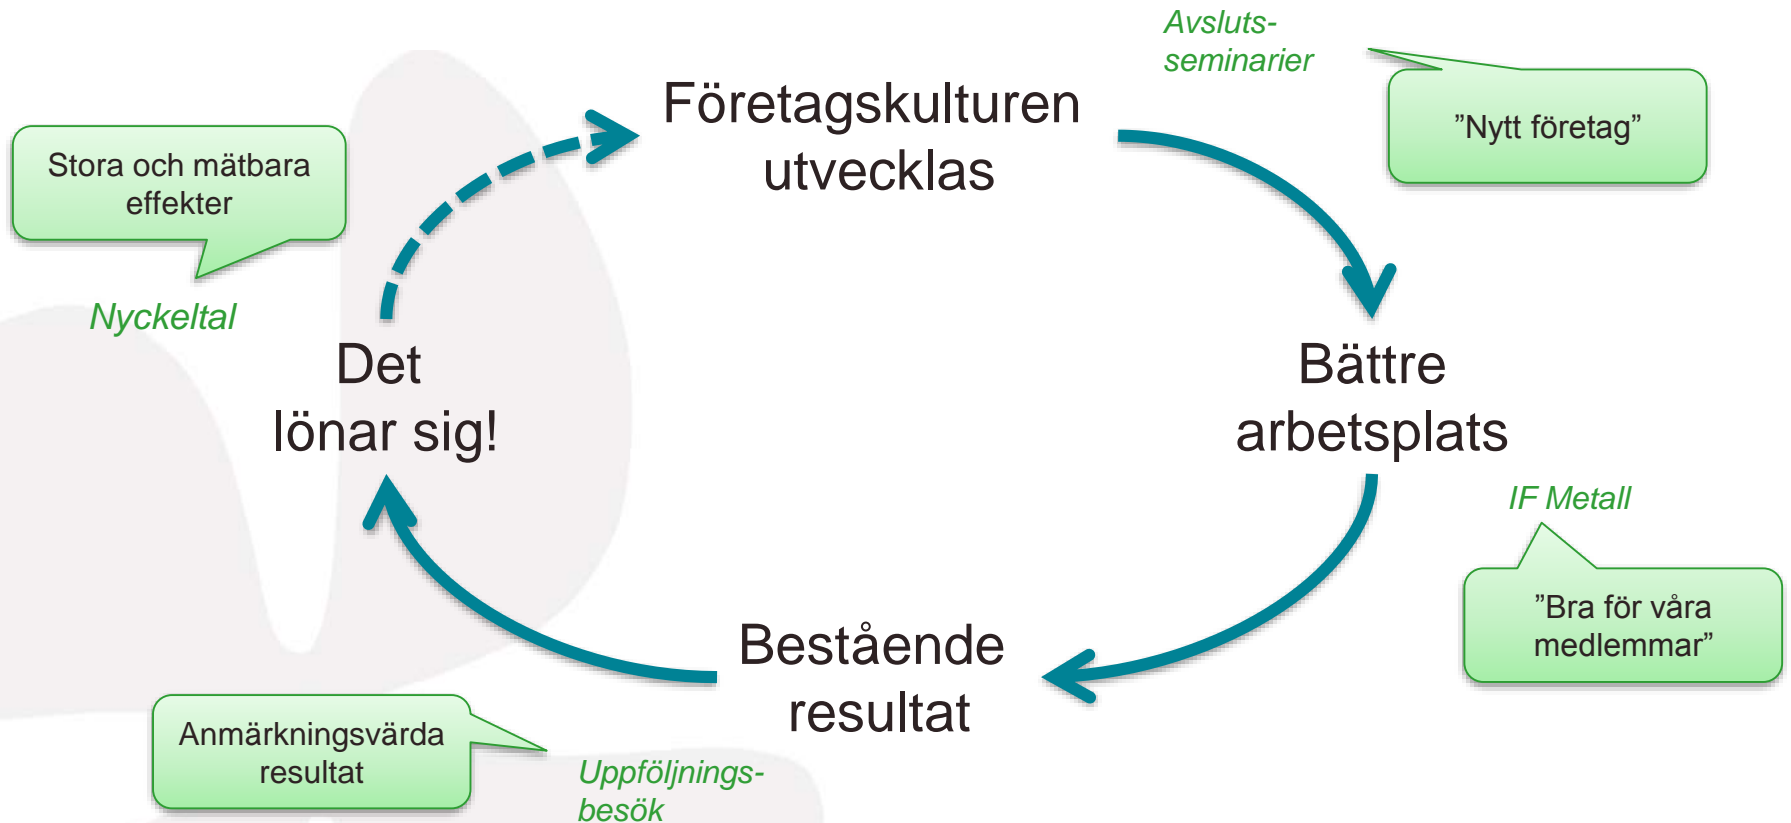 Avsluts-
seminarier
”Nytt företag”
Företagskulturen
utvecklas
Stora och mätbara
effekter
Nyckeltal
Det
lönar sig!
Bättre
arbetsplats
IF Metall
”Bra för våra
medlemmar”
Bestående
resultat
Anmärkningsvärda
resultat
Uppföljnings-
besök